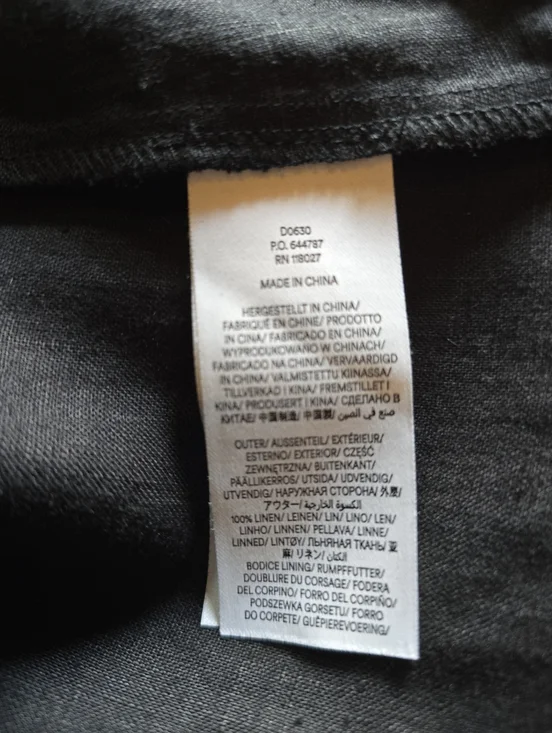 D0630
P.O. 644787
RN 118027
MADE IN CHINA
HERGESTELLT IN CHINA/
FABRIQUÉ EN CHINE/ PRODOTTO
IN CINA/ FABRICADO EN CHINA/
WYPRODUKOWANO W CHINACH/
FABRICADO NA CHINA/ VERVAARDIGD
IN CHINA/ VALMISTETTU KIINASSA/
TILLVERKAD I KINA/ FREMSTILLET I
KINA/ PRODUSERT I KINA/ СДЕЛАНО В
КИТАЕ/ 中国制造/ 中国製/ صنع في الصين
OUTER/ AUSSENTEIL/ EXTÉRIEUR/
ESTERNO/ EXTERIOR/ CZĘŚĆ
ZEWNĘTRZNA/ BUITENKANT/
PÄÄLLIKERROS/ UTSIDA/ UDVENDIG/
UTVENDIG/ НАРУЖНАЯ СТОРОНА/ 外層/
アウター/ الكسوة الخارجية/
100% LINEN/ LEINEN/ LIN/ LINO/ LEN/
LINHO/ LINNEN/ PELLAVA/ LINNE/
LINNED/ LINTØY/ ЛЬНЯНАЯ ТКАНЬ/ 亚
麻/ リネン/ الكتان/
BODICE LINING/ RUMPFFUTTER/
DOUBLURE DU CORSAGE/ FODERA
DEL CORPINO/ FORRO DEL CORPIÑO/
PODSZEWKA GORSETU/ FORRO
DO CORPETE/ GUÊPIEREVOERING/